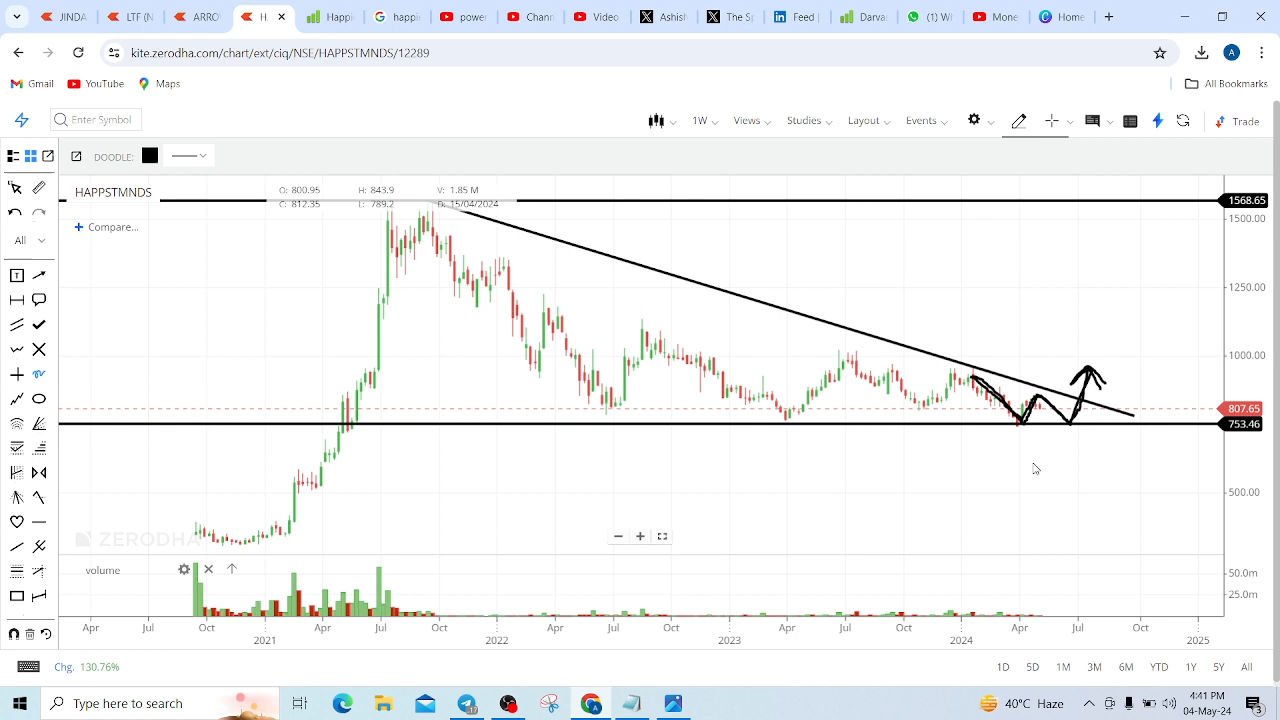 INDA
LTF (N
ARROI
H.
Happi
happi
power
Chann
Video
Ashish
The Sa
Feed |
Darva
(1) W
Mone
Home
kite.zerodha.com/chart/ext/ciq/NSE/HAPPSTMNDS/12289
A
Gmail
YouTube
Maps
All Bookmarks
Enter Symbol
1W
Views
Studies
Layout
Events
Trade
DOODLE:
HAPPSTMNDS
O: 800.95 H: 843.9 V: 1.85 M
C: 812.35 L: 789.2 D: 15/04/2024
Compare...
All
1568.65
1500.00
1250.00
1000.00
807.65
753.46
500.00
ZERODHA
volume
50.0m
25.0m
Apr Jul Oct Apr Jul Oct Apr Jul Oct Apr Jul Oct Apr Jul Oct
2021 2022 2023 2024 2025
Chg. 130.76%
1D 5D 1M 3M 6M YTD 1Y 5Y All
Type here to search
12
A
40°C Haze
4:41 PM
04-May-24
3